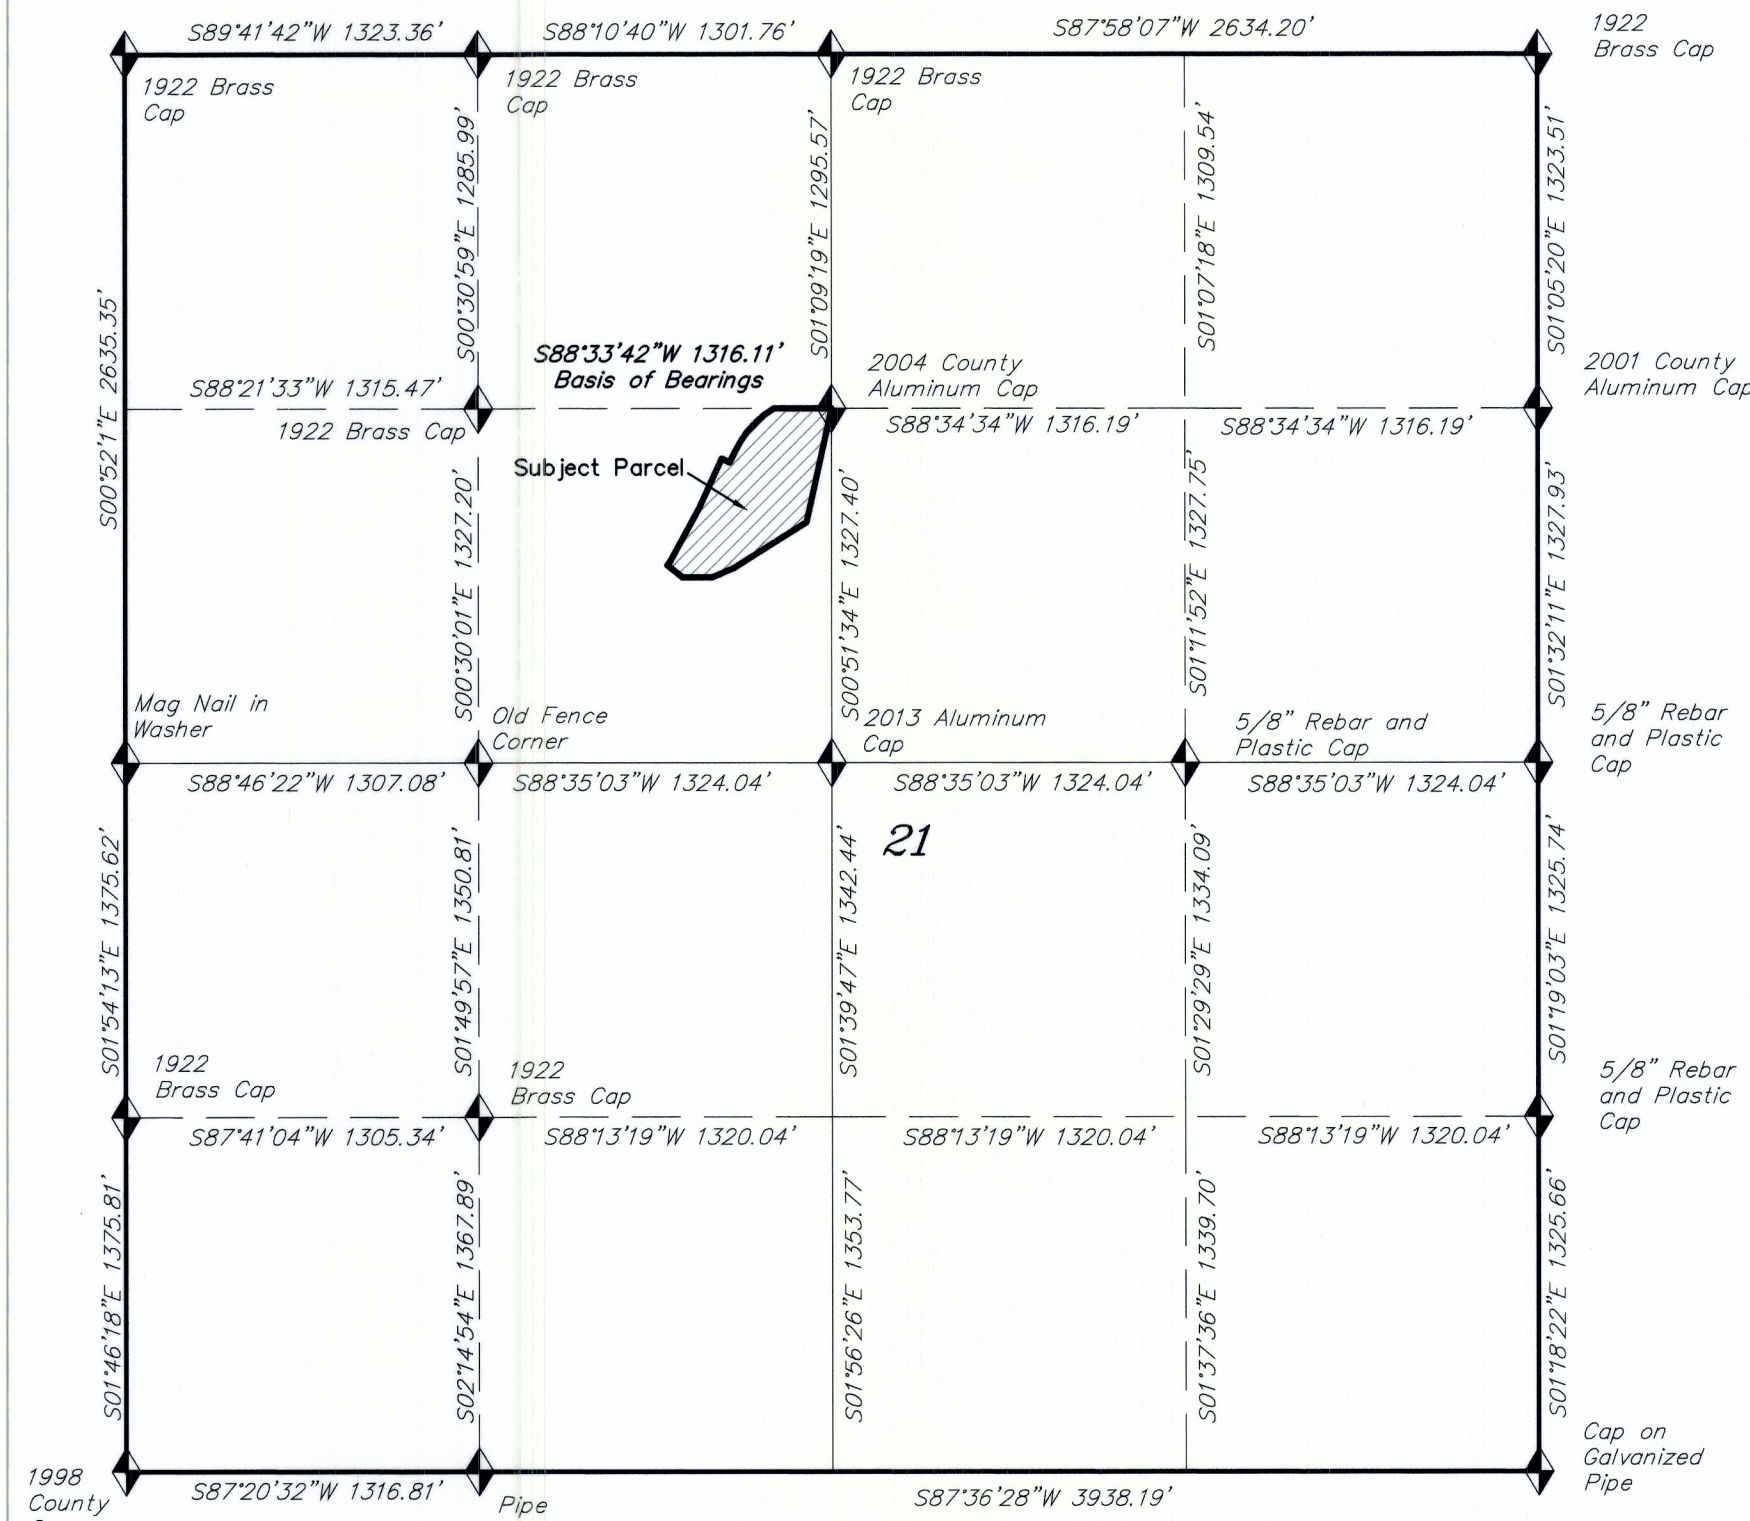 S89°41'42"W 1323.36'
S88°10'40"W 1301.76'
S87°58'07"W 2634.20'
1922
Brass Cap
1922 Brass
Cap
1922 Brass
Cap
1922 Brass
Cap
S00°30'59"E 1285.99'
S01°09'19"E 1295.57'
S01°07'18"E 1309.54'
S01°05'20"E 1323.51'
S00°52'1"E 2635.35'
S88°21'33"W 1315.47'
S88°33'42"W 1316.11'
Basis of Bearings
2004 County
Aluminum Cap
2001 County
Aluminum Cap
1922 Brass Cap
S88°34'34"W 1316.19'
S88°34'34"W 1316.19'
Subject Parcel
S00°30'01"E 1327.20'
S00°51'34"E 1327.40'
S01°11'52"E 1327.75'
S01°32'11"E 1327.93'
Mag Nail in
Washer
Old Fence
Corner
2013 Aluminum
Cap
5/8" Rebar and
Plastic Cap
5/8" Rebar
and Plastic
Cap
S88°46'22"W 1307.08'
S88°35'03"W 1324.04'
S88°35'03"W 1324.04'
S88°35'03"W 1324.04'
21
S01°54'13"E 1375.62'
S01°49'57"E 1350.81'
S01°39'47"E 1342.44'
S01°29'29"E 1334.09'
S01°19'03"E 1325.74'
1922
Brass Cap
1922
Brass Cap
5/8" Rebar
and Plastic
Cap
S87°41'04"W 1305.34'
S88°13'19"W 1320.04'
S88°13'19"W 1320.04'
S88°13'19"W 1320.04'
S01°46'18"E 1375.81'
S02°14'54"E 1367.89'
S01°56'26"E 1353.77'
S01°37'36"E 1339.70'
S01°18'22"E 1325.66'
Cap on
Galvanized
Pipe
1998
County
S87°20'32"W 1316.81'
Pipe
S87°36'28"W 3938.19'